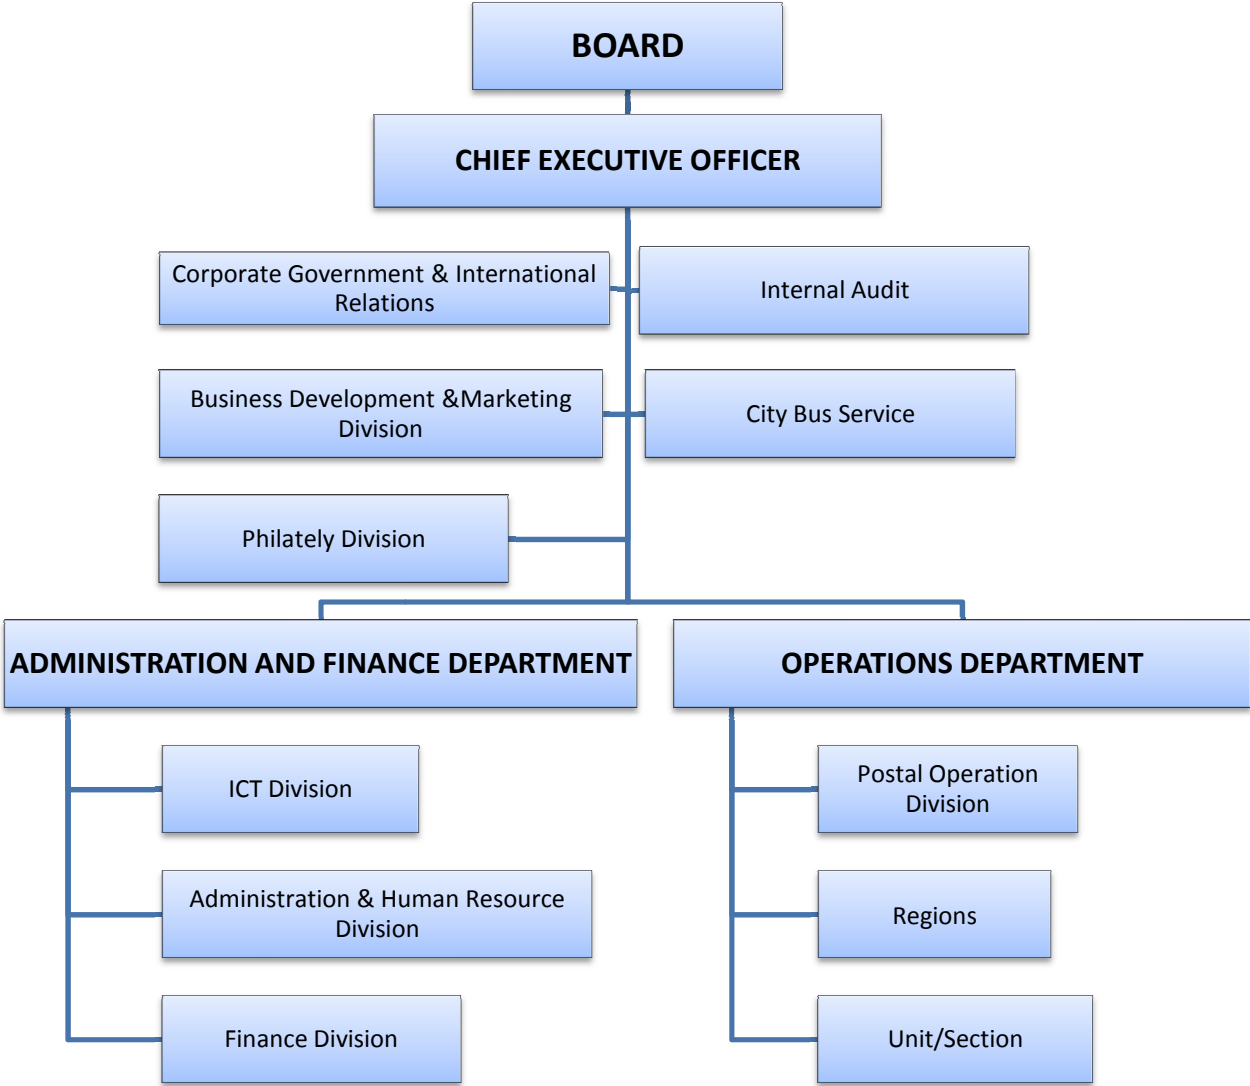 BOARD
CHIEF EXECUTIVE OFFICER
Corporate Government & International
Relations
Internal Audit
Business Development &Marketing
Division
City Bus Service
Philately Division
ADMINISTRATION AND FINANCE DEPARTMENT
OPERATIONS DEPARTMENT
ICT Division
Administration & Human Resource
Division
Finance Division
Postal Operation
Division
Regions
Unit/Section